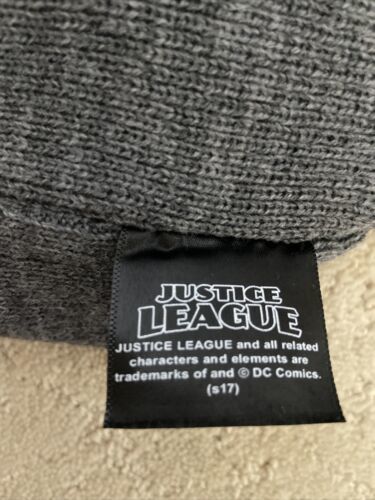 JUSTICE
LEAGUE
JUSTICE LEAGUE and all related
characters and elements are
trademarks of and © DC Comics.
(s17)